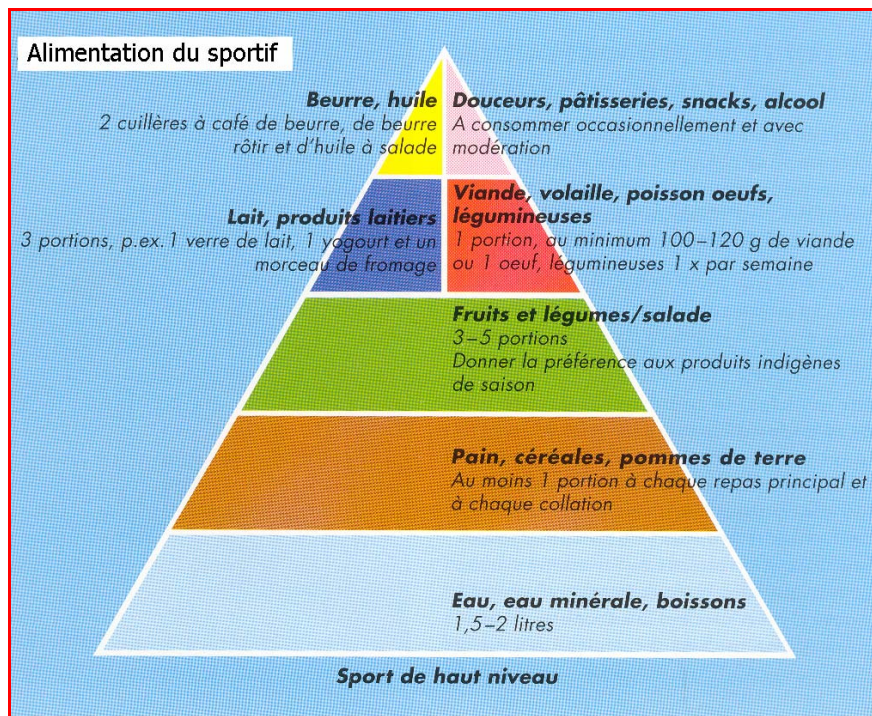 Alimentation du sportif
Beurre, huile
2 cuillères à café de beurre, de beurre
rôtir et d'huile à salade
Douceurs, pâtisseries, snacks, alcool
A consommer occasionnellement et avec
modération
Lait, produits laitiers
3 portions, p.ex. 1 verre de lait, 1 yogourt et un
morceau de fromage
Viande, volaille, poisson oeufs,
légumineuses
1 portion, au minimum 100–120 g de viande
ou 1 oeuf, légumineuses 1 x par semaine
Fruits et légumes/salade
3–5 portions
Donner la préférence aux produits indigènes
de saison
Pain, céréales, pommes de terre
Au moins 1 portion à chaque repas principal et
à chaque collation
Eau, eau minérale, boissons
1,5–2 litres
Sport de haut niveau